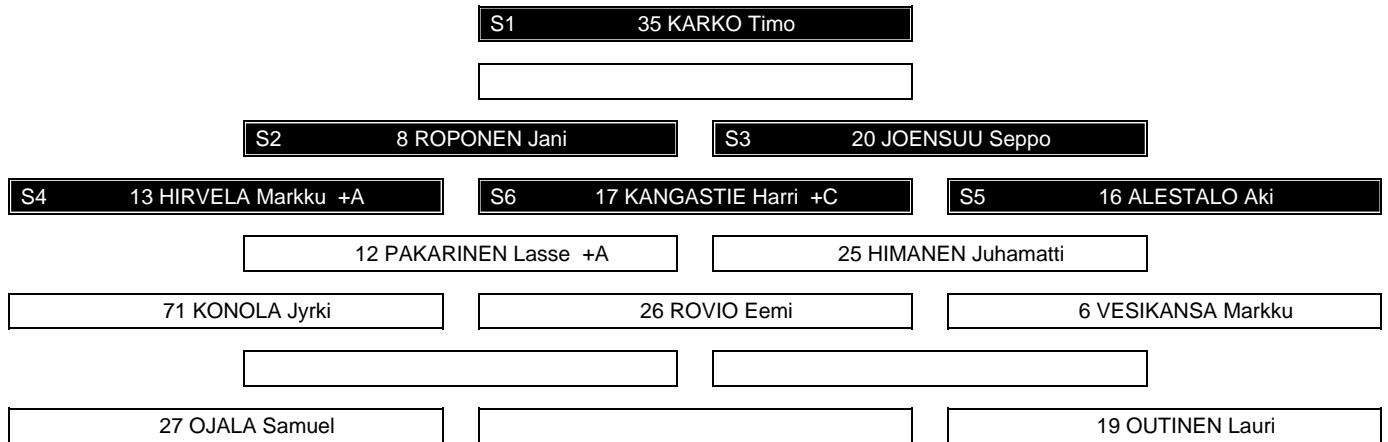 S1 35 KARKO Timo
S2 8 ROPONEN Jani S3 20 JOENSUU Seppo
S4 13 HIRVELA Markku +A S6 17 KANGASTIE Harri +C S5 16 ALESTALO Aki
12 PAKARINEN Lasse +A 25 HIMANEN Juhamatti
71 KONOLA Jyrki 26 ROVIO Eemi 6 VESIKANSA Markku
27 OJALA Samuel 19 OUTINEN Lauri